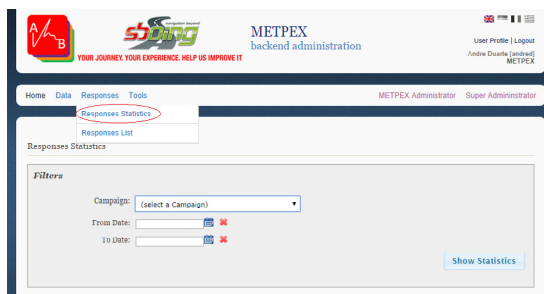 A/ B
navigation beyond
sboing
YOUR JOURNEY. YOUR EXPERIENCE. HELP US IMPROVE IT
METPEX
backend administration
User Profile | Logout
Andre Duarte [andred]
METPEX
Home Data Responses Tools METPEX Administrator Super Admininstrator
Responses Statistics
Responses List
Responses Statistics
Filters
Campaign: (select a Campaign)
From Date:
To Date:
Show Statistics